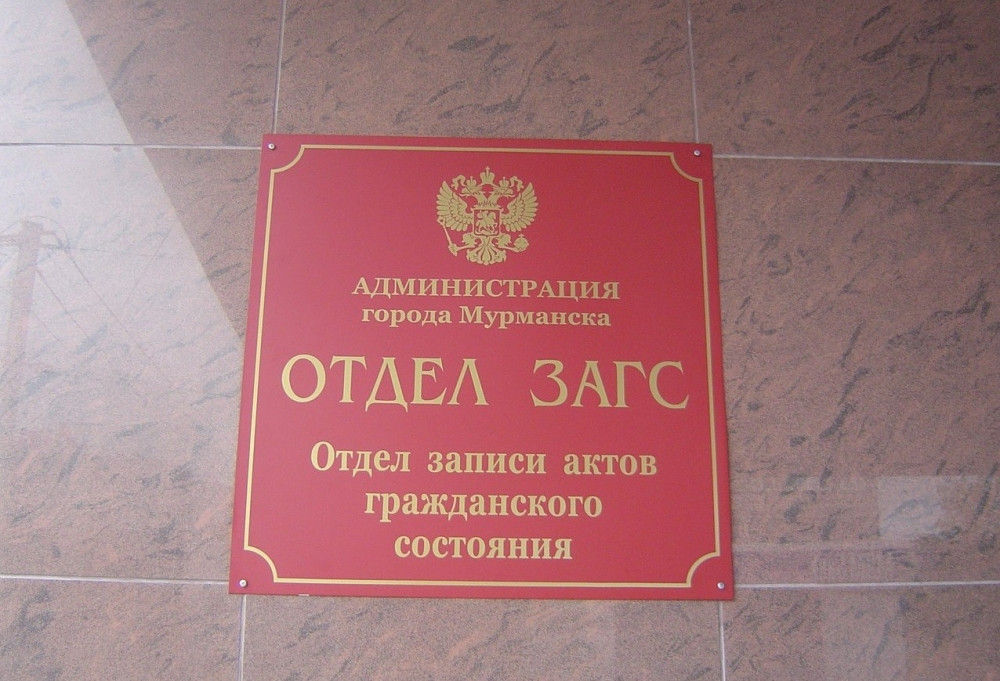 АДМИНИСТРАЦИЯ
города Мурманска
ОТДЕЛ ЗАГС
Отдел записи актов
гражданского
состояния